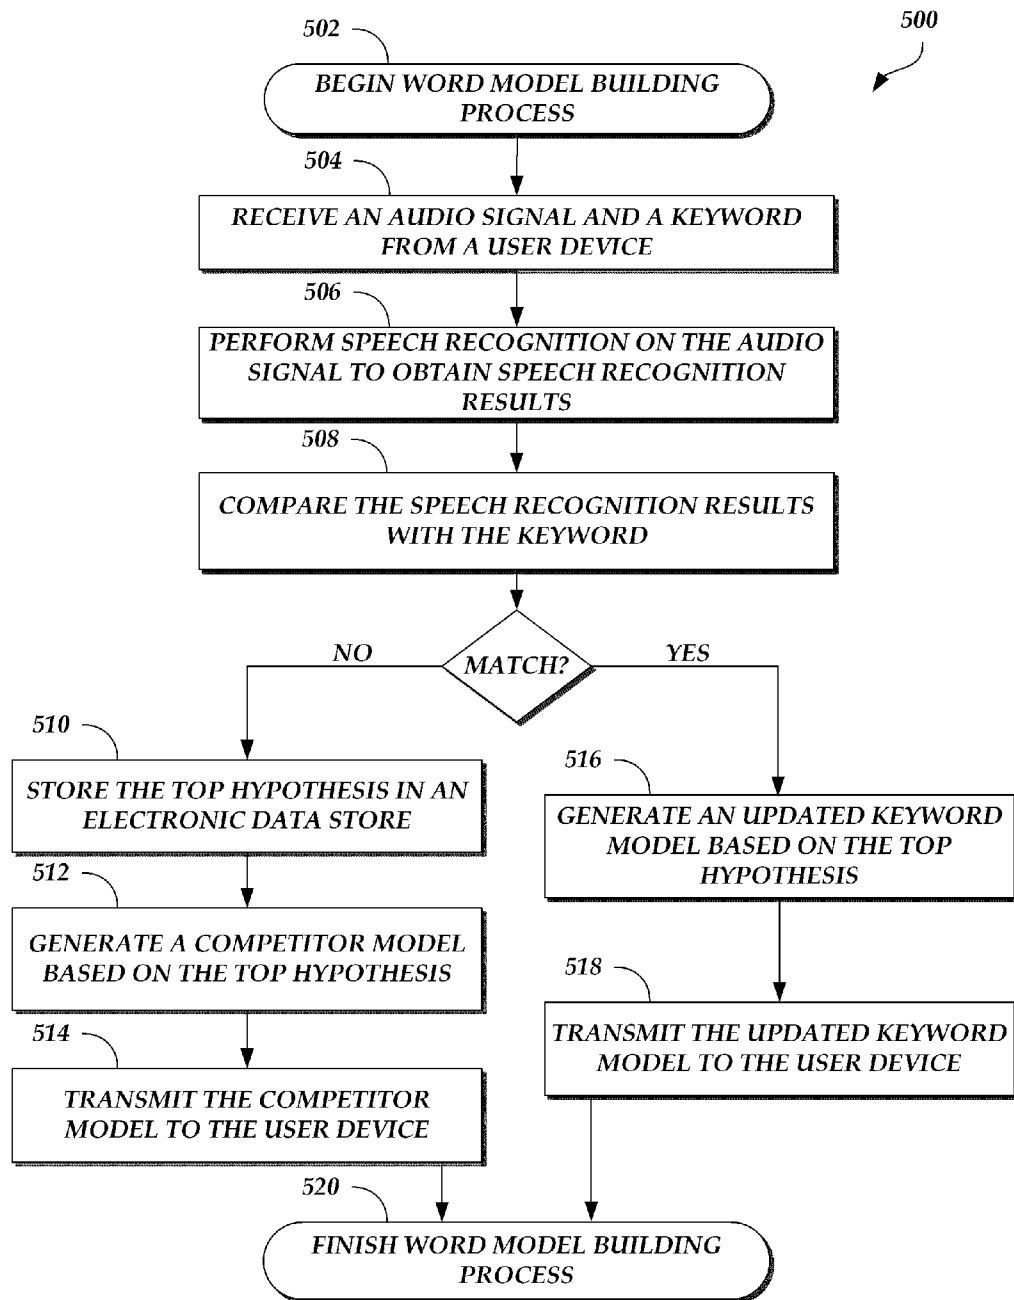 500
502
BEGIN WORD MODEL BUILDING
PROCESS
504
RECEIVE AN AUDIO SIGNAL AND A KEYWORD
FROM A USER DEVICE
506
PERFORM SPEECH RECOGNITION ON THE AUDIO
SIGNAL TO OBTAIN SPEECH RECOGNITION
RESULTS
508
COMPARE THE SPEECH RECOGNITION RESULTS
WITH THE KEYWORD
MATCH?
NO
YES
510
STORE THE TOP HYPOTHESIS IN AN
ELECTRONIC DATA STORE
512
GENERATE A COMPETITOR MODEL
BASED ON THE TOP HYPOTHESIS
514
TRANSMIT THE COMPETITOR
MODEL TO THE USER DEVICE
516
GENERATE AN UPDATED KEYWORD
MODEL BASED ON THE TOP
HYPOTHESIS
518
TRANSMIT THE UPDATED KEYWORD
MODEL TO THE USER DEVICE
520
FINISH WORD MODEL BUILDING
PROCESS